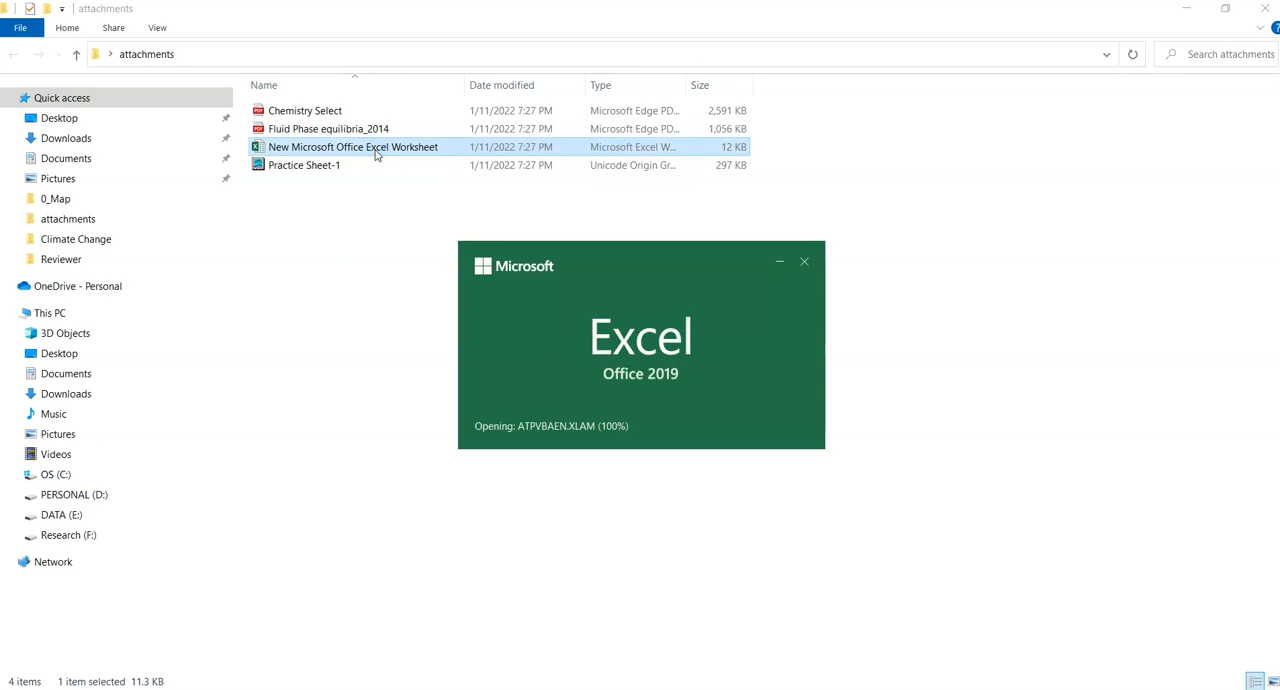 attachments
File Home Share View
attachments
Search attachments
Name Date modified Type Size
Quick access
Chemistry Select 1/11/2022 7:27 PM Microsoft Edge PD... 2,591 KB
Desktop
Fluid Phase equilibria_2014 1/11/2022 7:27 PM Microsoft Edge PD... 1,056 KB
Downloads
New Microsoft Office Excel Worksheet 1/11/2022 7:27 PM Microsoft Excel W... 12 KB
Documents
Practice Sheet-1 1/11/2022 7:27 PM Unicode Origin Gr... 297 KB
Pictures
0_Map
attachments
Climate Change
Reviewer
OneDrive - Personal
This PC
3D Objects
Desktop
Documents
Downloads
Music
Pictures
Videos
OS (C:)
PERSONAL (D:)
DATA (E:)
Research (F:)
Network
Microsoft
Excel
Office 2019
Opening: ATPVBAEN.XLAM (100%)
4 items 1 item selected 11.3 KB